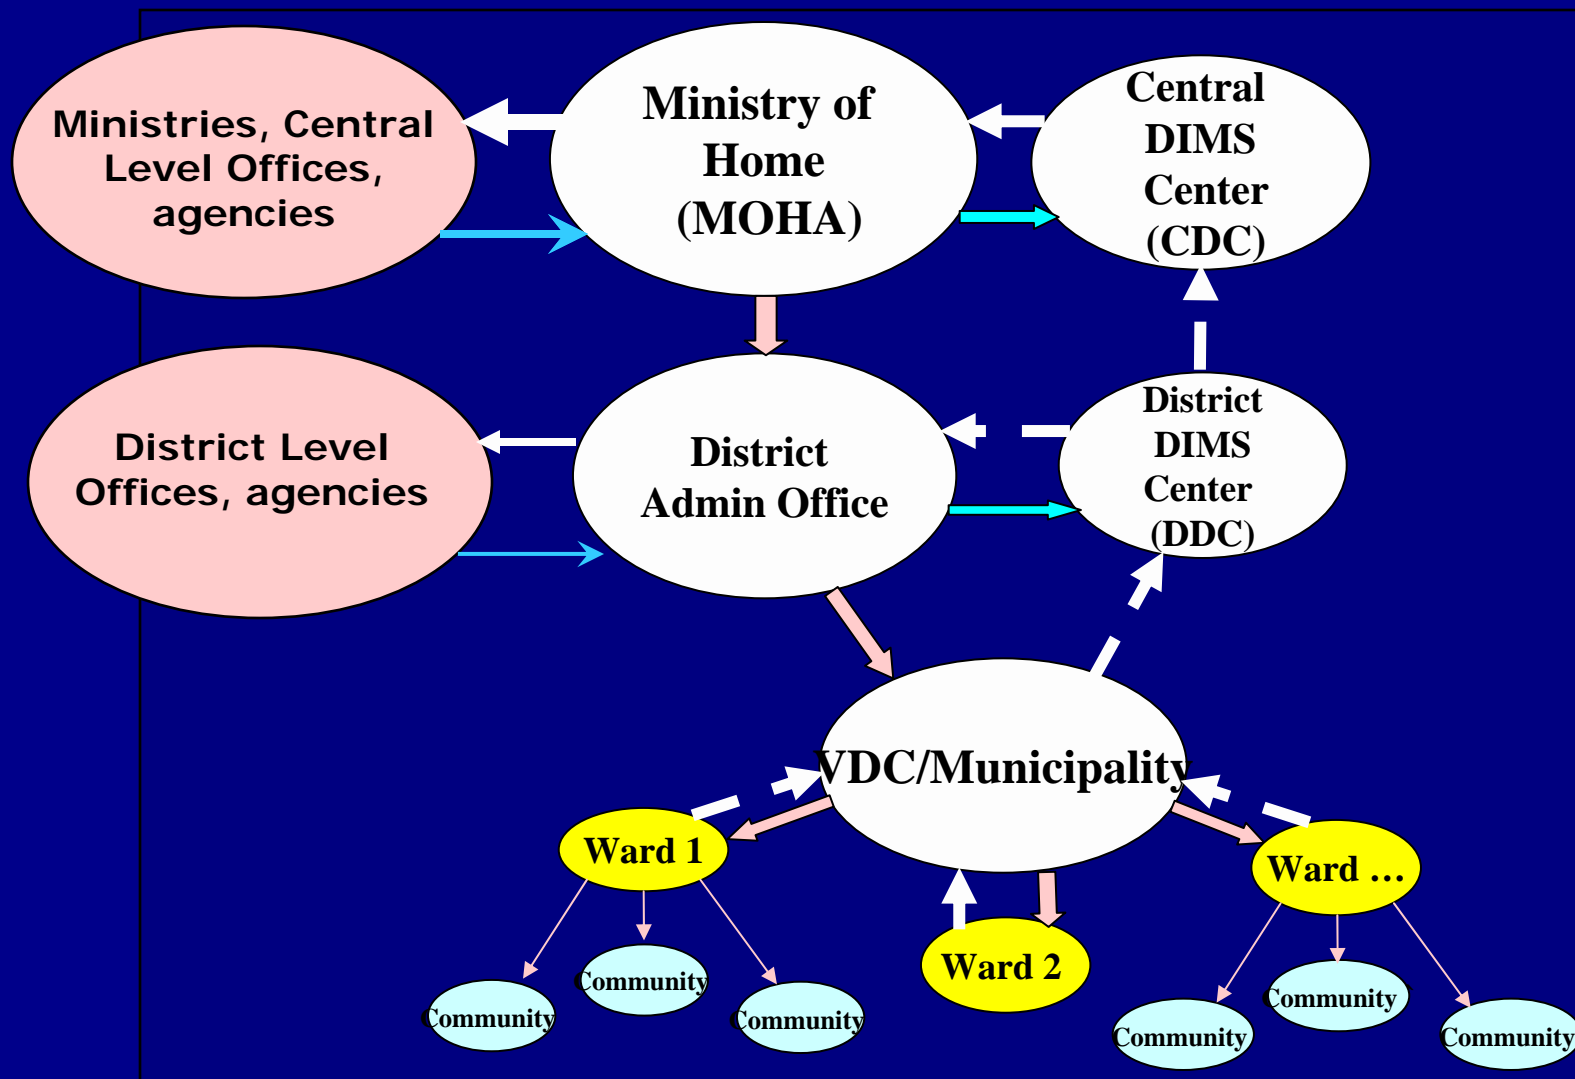 Ministries, Central
Level Offices,
agencies
Ministry of
Home
(MOHA)
Central
DIMS
Center
(CDC)
District Level
Offices, agencies
District
Admin Office
District
DIMS
Center
(DDC)
VDC/Municipality
Ward 1
Ward 2
Ward …
Community
Community
Community
Community
Community
Community